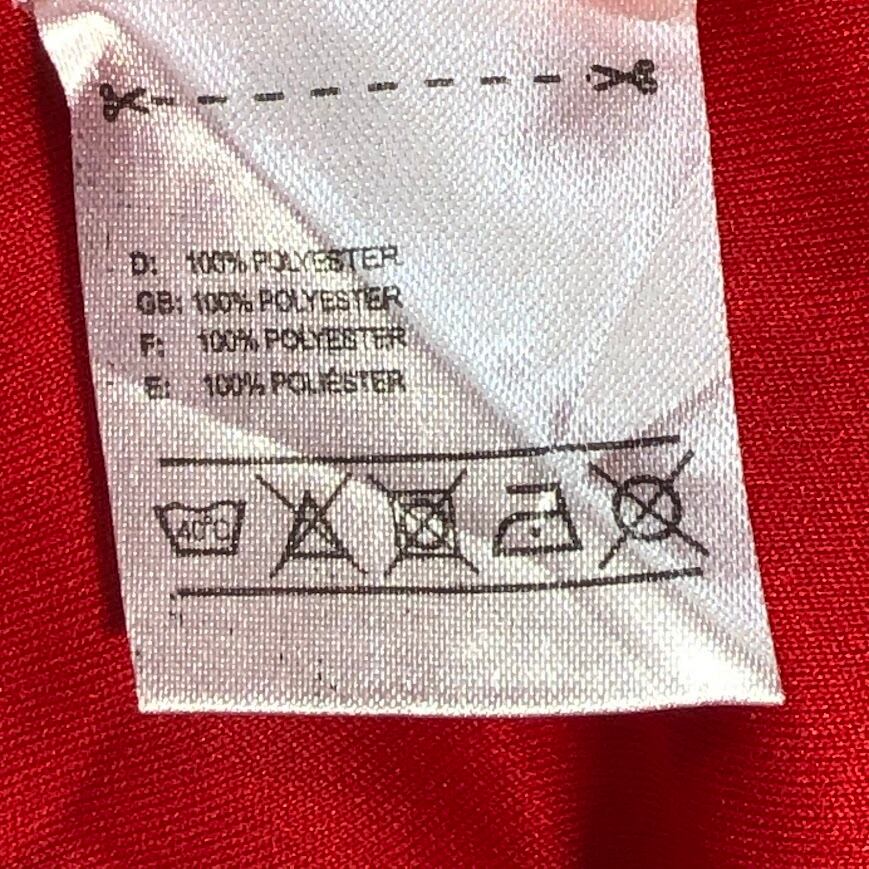 D: 100% POLYESTER
GB: 100% POLYESTER
F: 100% POLYESTER
E: 100% POLIÉSTER
40°C